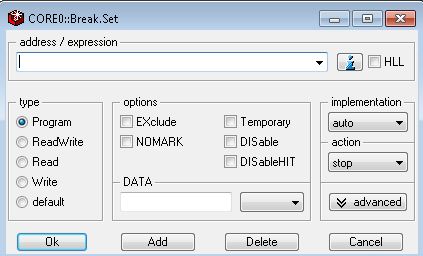 CORE0::Break.Set
address / expression
i HLL
type options implementation
Program EXclude Temporary auto
ReadWrite NOMARK DISable action
Read DISableHIT stop
Write DATA
default advanced
Ok Add Delete Cancel